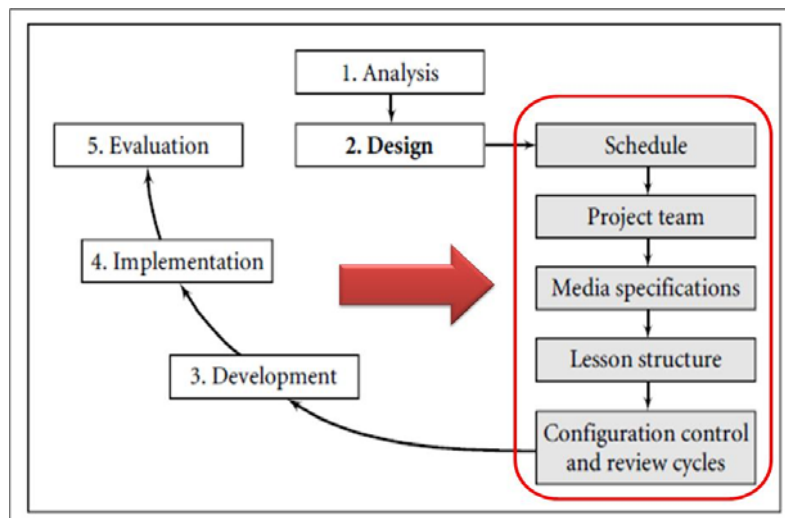 1. Analysis
2. Design
Schedule
Project team
Media specifications
Lesson structure
Configuration control
and review cycles
3. Development
4. Implementation
5. Evaluation